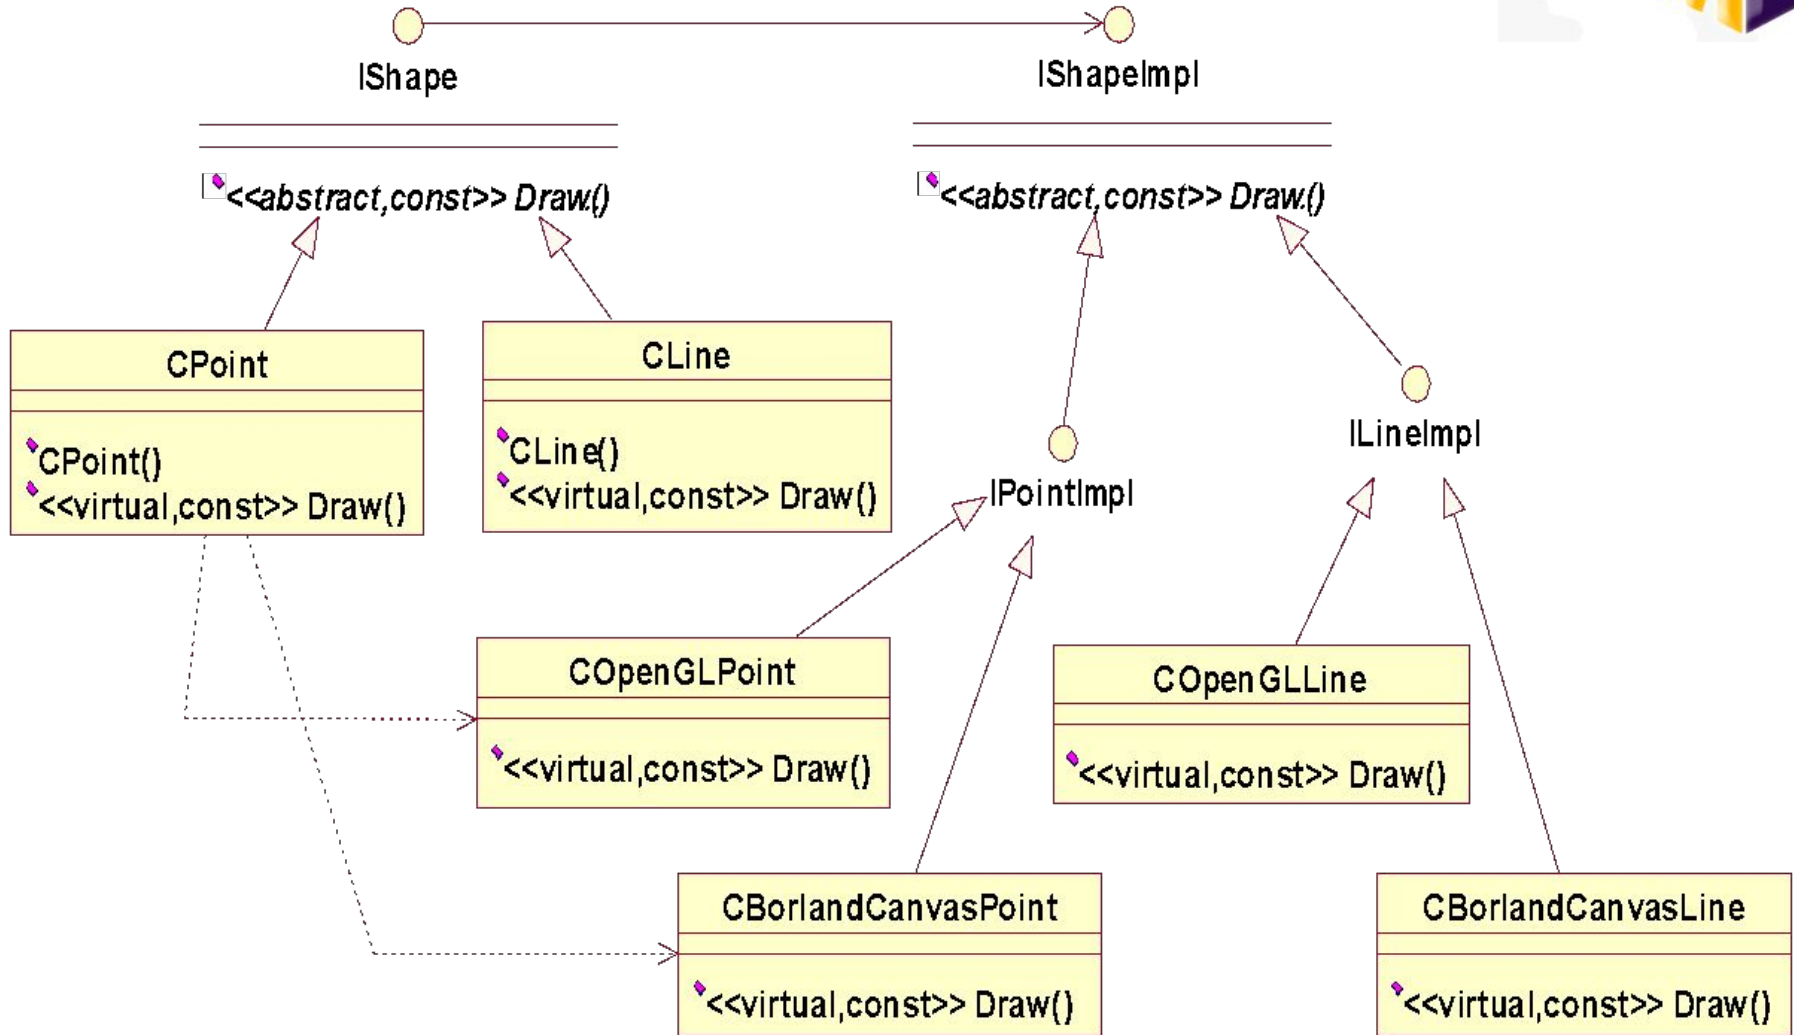 IShape
IShapeImpl
<<abstract,const>> Draw()
<<abstract,const>> Draw()
CPoint
CPoint()
<<virtual,const>> Draw()
CLine
CLine()
<<virtual,const>> Draw()
IPointImpl
ILineImpl
COpenGLPoint
<<virtual,const>> Draw()
COpenGLLine
<<virtual,const>> Draw()
CBorlandCanvasPoint
<<virtual,const>> Draw()
CBorlandCanvasLine
<<virtual,const>> Draw()